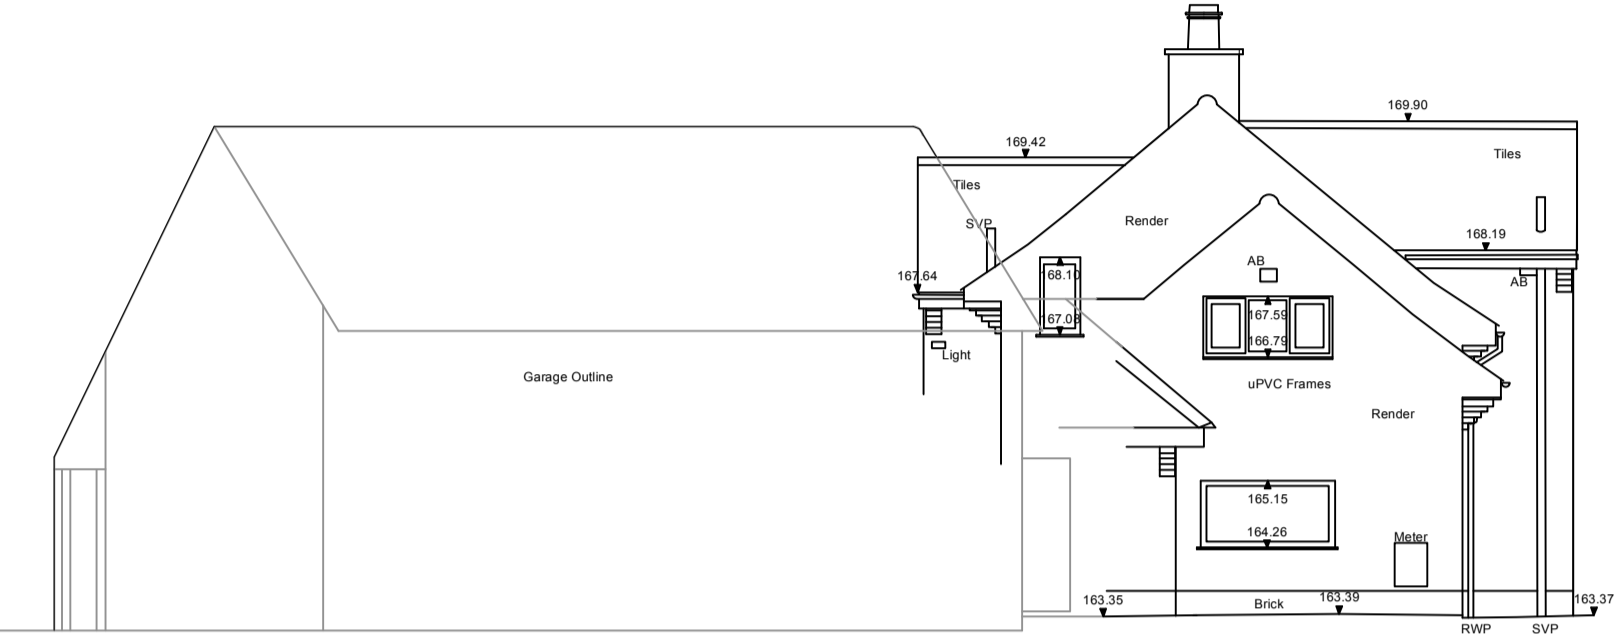 169.90
169.42
Tiles
Tiles
SVP
Render
168.19
AB
167.64
168.10
AB
167.08
167.59
166.79
Light
Garage Outline
uPVC Frames
Render
165.15
164.26
Meter
163.35
Brick
163.39
163.37
RWP
SVP